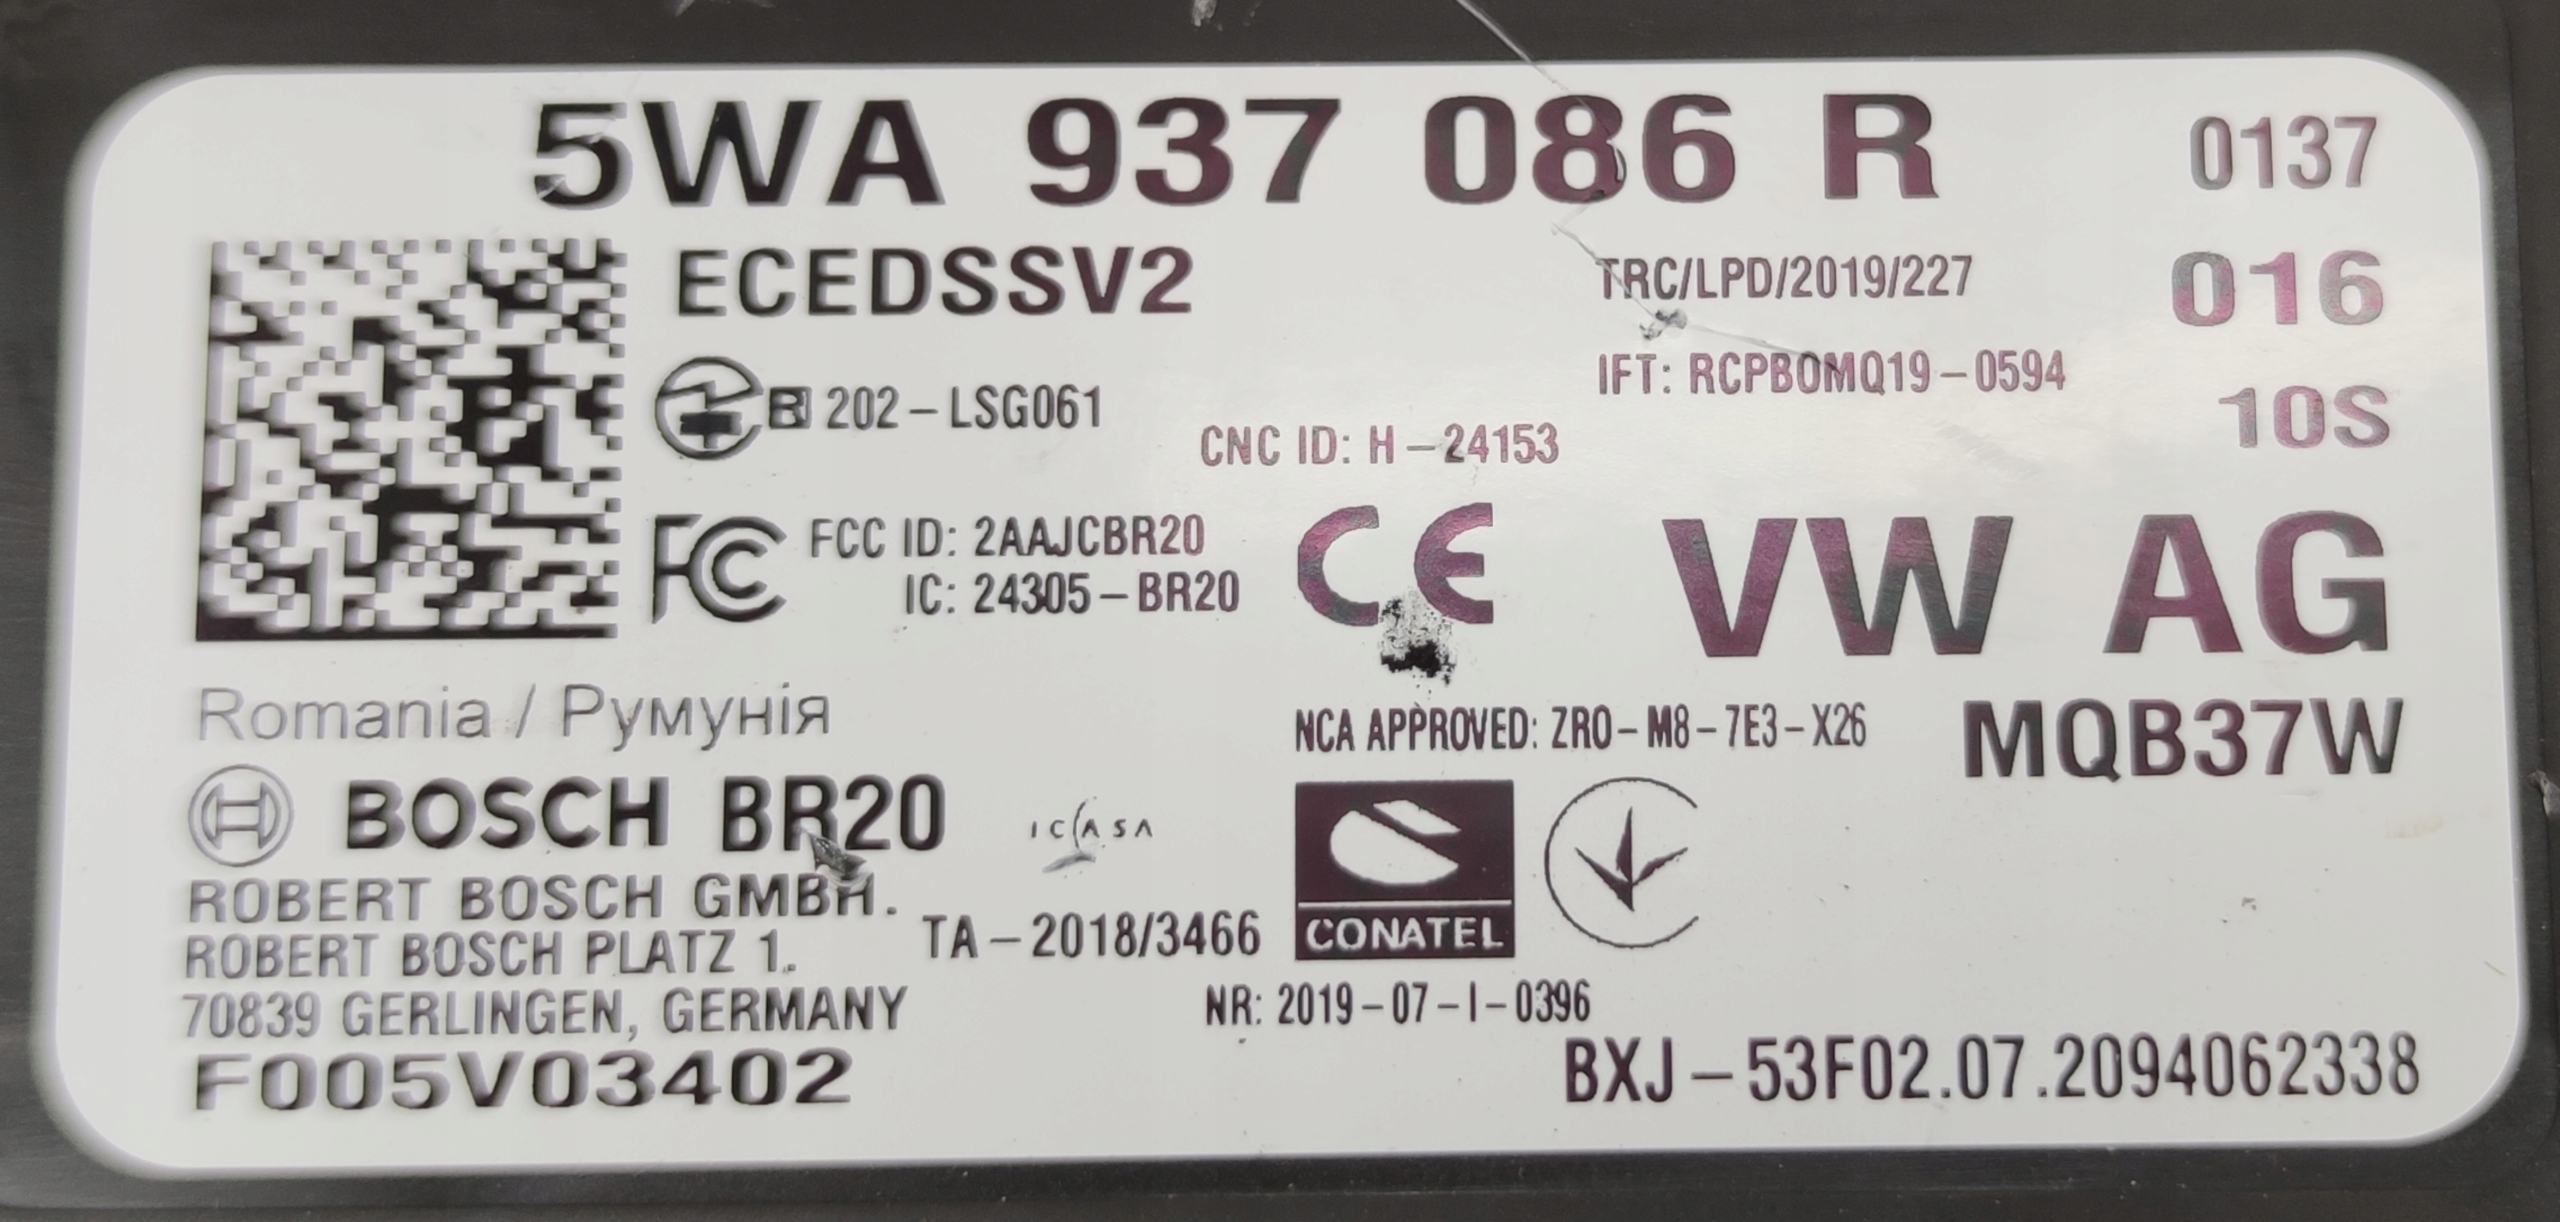 5WA 937 086 R 0137
ECEDSSV2
TRC/LPD/2019/227
016
IFT: RCPBOMQ19-0594
R 202-LSG061
10S
CNC ID: H-24153
FC FCC ID: 2AAJCBR20
IC: 24305-BR20
CE
VW AG
Romania / Румунія
NCA APPROVED: ZRO-M8-7E3-X26
MQB37W
BOSCH BR20
ICASA
ROBERT BOSCH GMBH.
TA-2018/3466
CONATEL
ROBERT BOSCH PLATZ 1.
70839 GERLINGEN, GERMANY
NR: 2019-07-I-0396
F005V03402
BXJ-53F02.07.2094062338